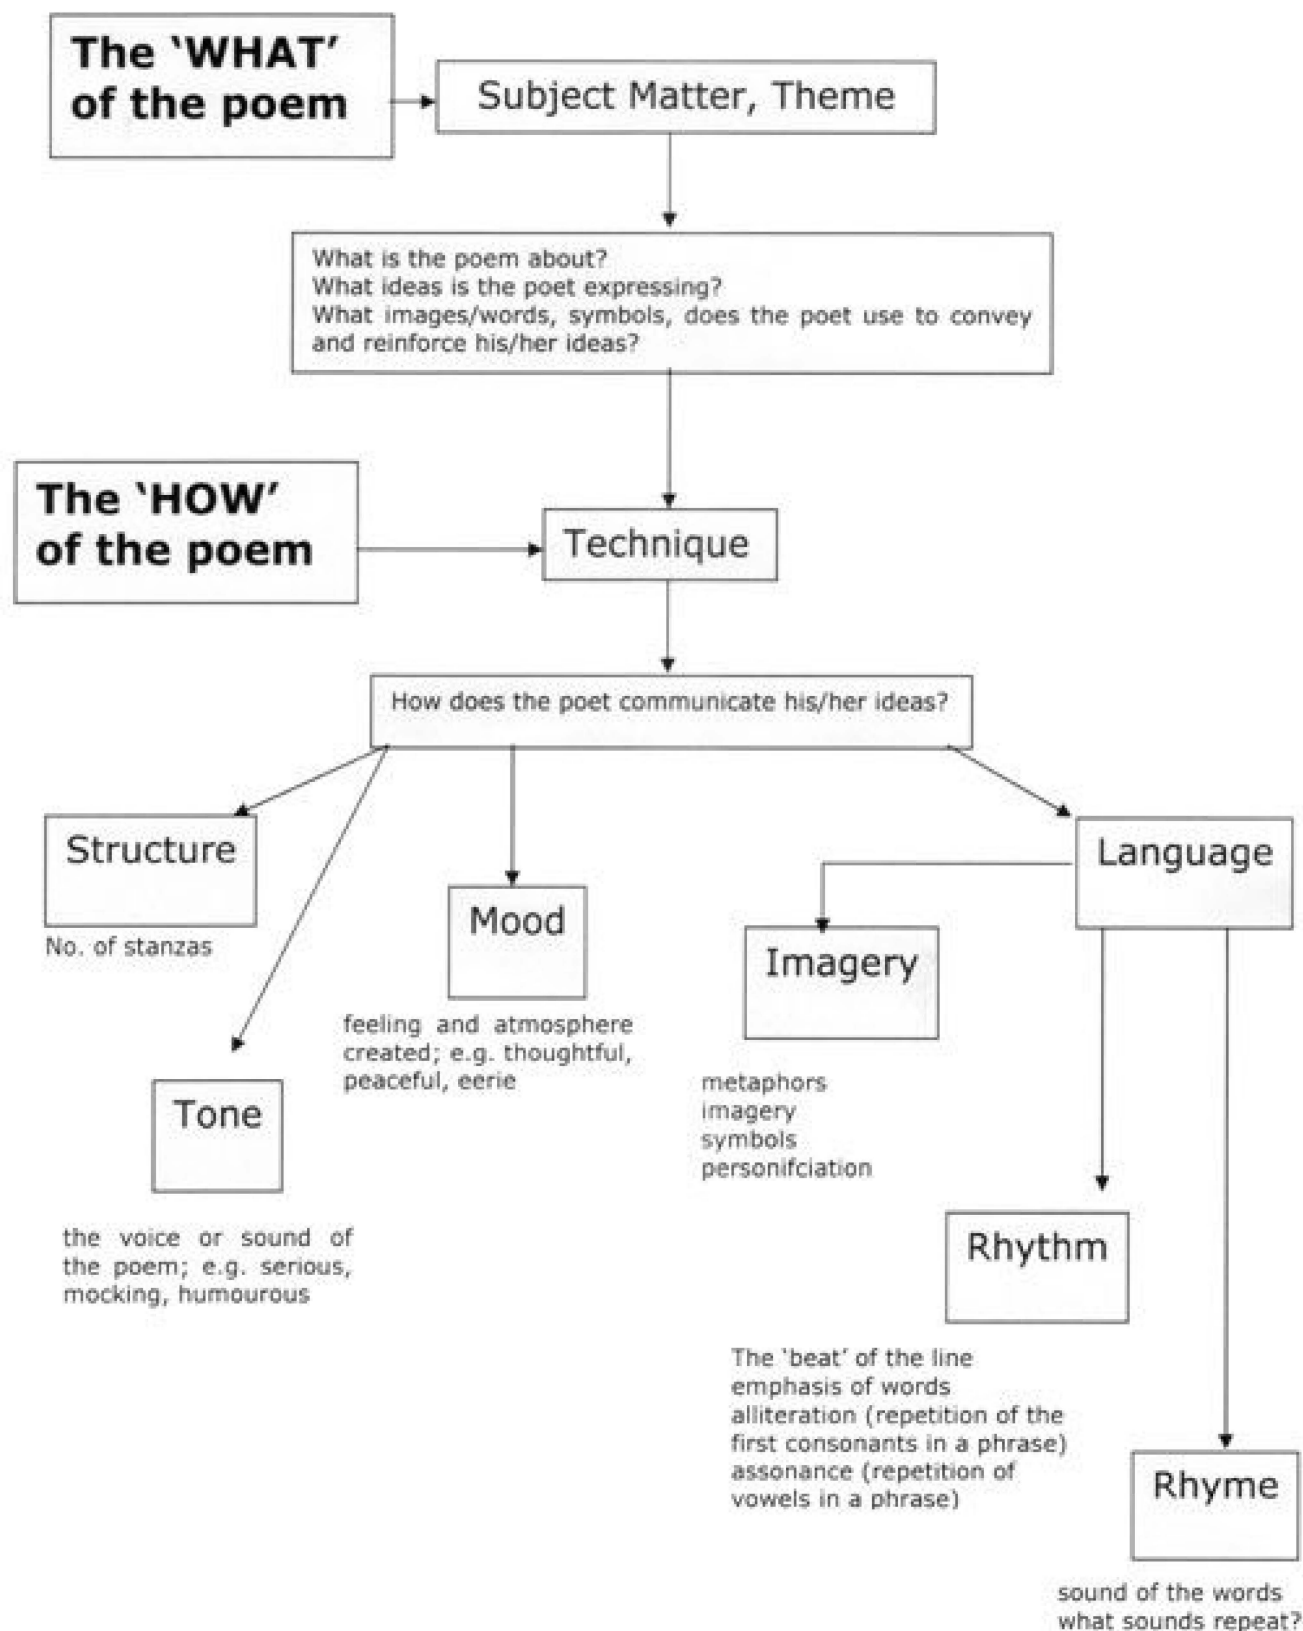 The ‘WHAT’
of the poem
Subject Matter, Theme
What is the poem about?
What ideas is the poet expressing?
What images/words, symbols, does the poet use to convey
and reinforce his/her ideas?
The ‘HOW’
of the poem
Technique
How does the poet communicate his/her ideas?
Structure
No. of stanzas
Tone
the voice or sound of
the poem; e.g. serious,
mocking, humourous
Mood
feeling and atmosphere
created; e.g. thoughtful,
peaceful, eerie
Language
Imagery
metaphors
imagery
symbols
personifciation
Rhythm
The ‘beat’ of the line
emphasis of words
alliteration (repetition of the
first consonants in a phrase)
assonance (repetition of
vowels in a phrase)
Rhyme
sound of the words
what sounds repeat?